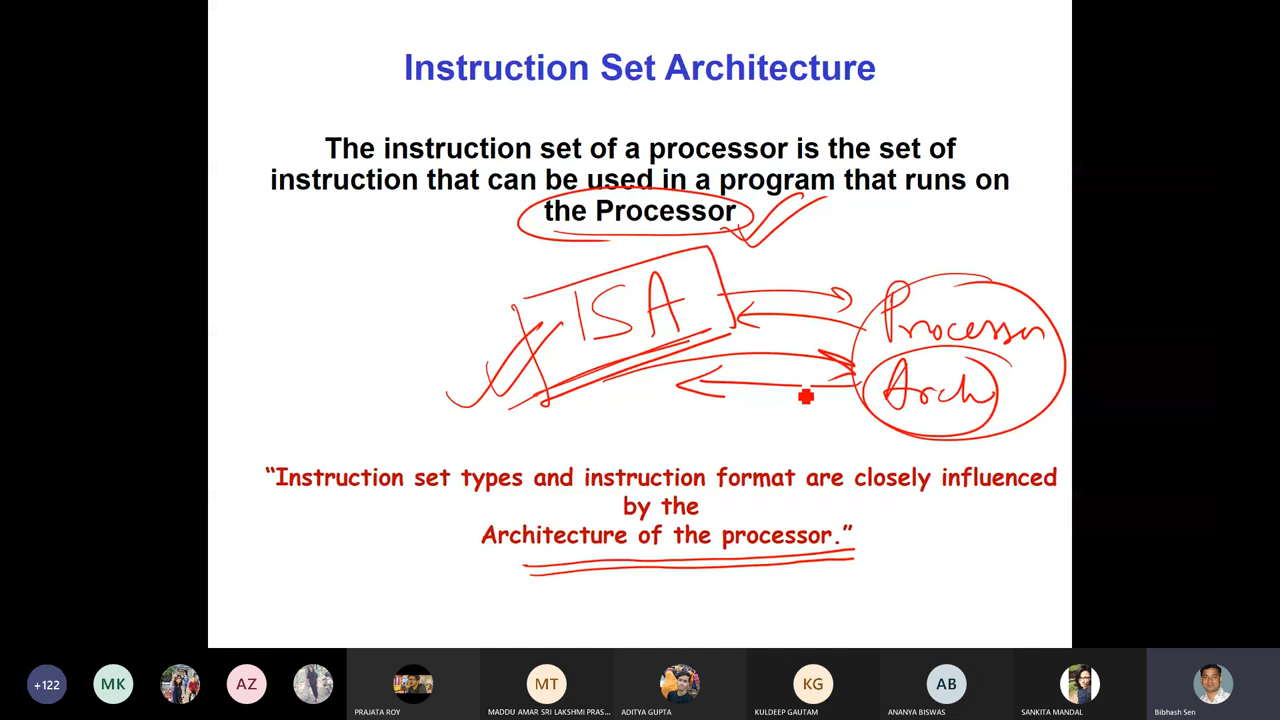 Instruction Set Architecture
The instruction set of a processor is the set of
instruction that can be used in a program that runs on
the Processor
ISA
Processor
Arch
“Instruction set types and instruction format are closely influenced
by the
Architecture of the processor.”
+122
MK
AZ
MT
KG
AB
PRAJATA ROY
MADDU AMAR SRI LAKSHMI PRAS...
ADITYA GUPTA
KULDEEP GAUTAM
ANANYA BISWAS
SANKITA MANDAL
Bibhash Sen